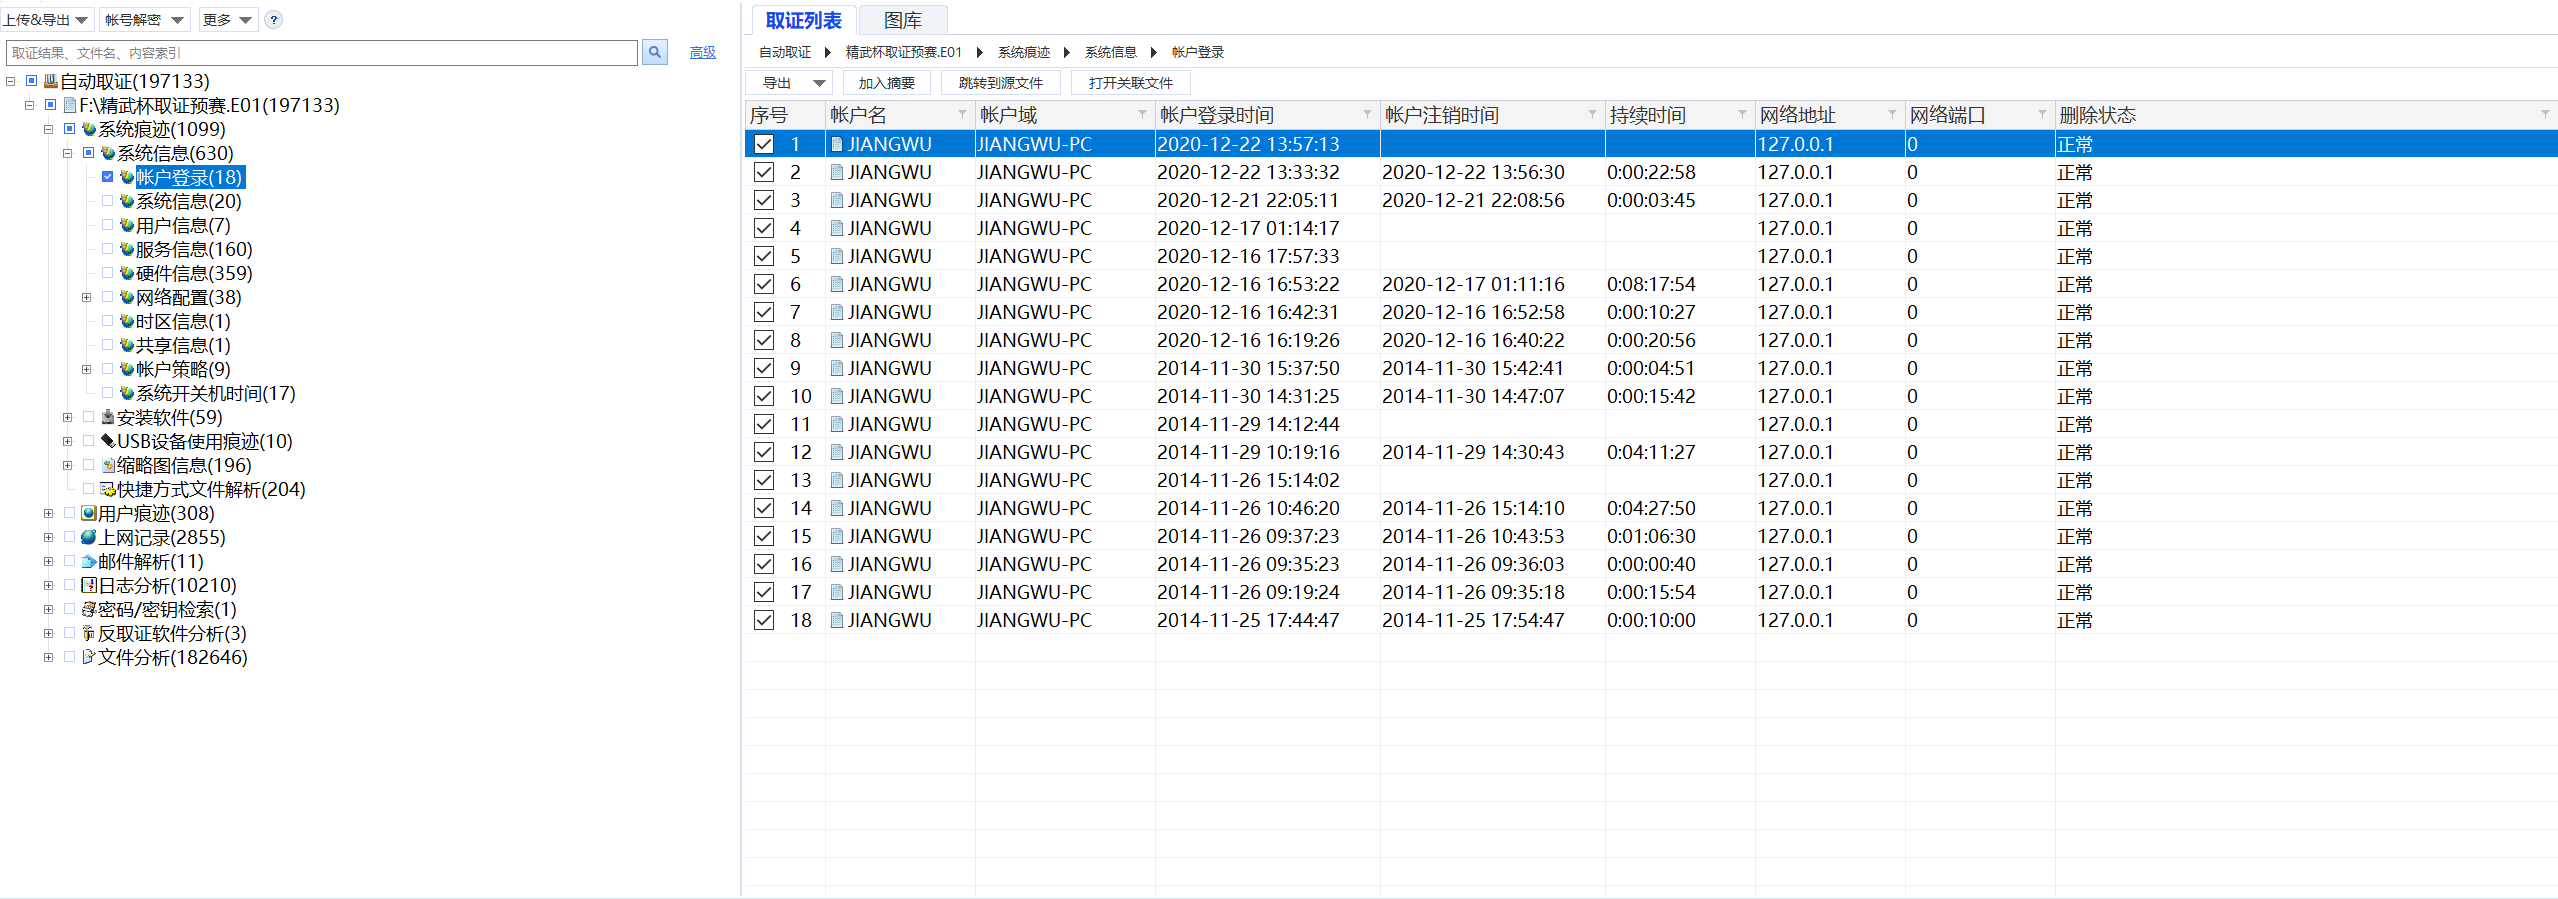 上传&导出 帐号解密 更多 ?
取证结果、文件名、内容索引 高级
自动取证(197133)
F:\精武杯取证预赛.E01(197133)
系统痕迹(1099)
系统信息(630)
帐户登录(18)
系统信息(20)
用户信息(7)
服务信息(160)
硬件信息(359)
网络配置(38)
时区信息(1)
共享信息(1)
帐户策略(9)
系统开关机时间(17)
安装软件(59)
USB设备使用痕迹(10)
缩略图信息(196)
快捷方式文件解析(204)
用户痕迹(308)
上网记录(2855)
邮件解析(11)
日志分析(10210)
密码/密钥检索(1)
反取证软件分析(3)
文件分析(182646)
取证列表 图库
自动取证 精武杯取证预赛.E01 系统痕迹 系统信息 帐户登录
导出 加入摘要 跳转到源文件 打开关联文件
序号 帐户名 帐户域 帐户登录时间 帐户注销时间 持续时间 网络地址 网络端口 删除状态
1 JIANGWU JIANGWU-PC 2020-12-22 13:57:13 127.0.0.1 0 正常
2 JIANGWU JIANGWU-PC 2020-12-22 13:33:32 2020-12-22 13:56:30 0:00:22:58 127.0.0.1 0 正常
3 JIANGWU JIANGWU-PC 2020-12-21 22:05:11 2020-12-21 22:08:56 0:00:03:45 127.0.0.1 0 正常
4 JIANGWU JIANGWU-PC 2020-12-17 01:14:17 127.0.0.1 0 正常
5 JIANGWU JIANGWU-PC 2020-12-16 17:57:33 127.0.0.1 0 正常
6 JIANGWU JIANGWU-PC 2020-12-16 16:53:22 2020-12-17 01:11:16 0:08:17:54 127.0.0.1 0 正常
7 JIANGWU JIANGWU-PC 2020-12-16 16:42:31 2020-12-16 16:52:58 0:00:10:27 127.0.0.1 0 正常
8 JIANGWU JIANGWU-PC 2020-12-16 16:19:26 2020-12-16 16:40:22 0:00:20:56 127.0.0.1 0 正常
9 JIANGWU JIANGWU-PC 2014-11-30 15:37:50 2014-11-30 15:42:41 0:00:04:51 127.0.0.1 0 正常
10 JIANGWU JIANGWU-PC 2014-11-30 14:31:25 2014-11-30 14:47:07 0:00:15:42 127.0.0.1 0 正常
11 JIANGWU JIANGWU-PC 2014-11-29 14:12:44 127.0.0.1 0 正常
12 JIANGWU JIANGWU-PC 2014-11-29 10:19:16 2014-11-29 14:30:43 0:04:11:27 127.0.0.1 0 正常
13 JIANGWU JIANGWU-PC 2014-11-26 15:14:02 127.0.0.1 0 正常
14 JIANGWU JIANGWU-PC 2014-11-26 10:46:20 2014-11-26 15:14:10 0:04:27:50 127.0.0.1 0 正常
15 JIANGWU JIANGWU-PC 2014-11-26 09:37:23 2014-11-26 10:43:53 0:01:06:30 127.0.0.1 0 正常
16 JIANGWU JIANGWU-PC 2014-11-26 09:35:23 2014-11-26 09:36:03 0:00:00:40 127.0.0.1 0 正常
17 JIANGWU JIANGWU-PC 2014-11-26 09:19:24 2014-11-26 09:35:18 0:00:15:54 127.0.0.1 0 正常
18 JIANGWU JIANGWU-PC 2014-11-25 17:44:47 2014-11-25 17:54:47 0:00:10:00 127.0.0.1 0 正常